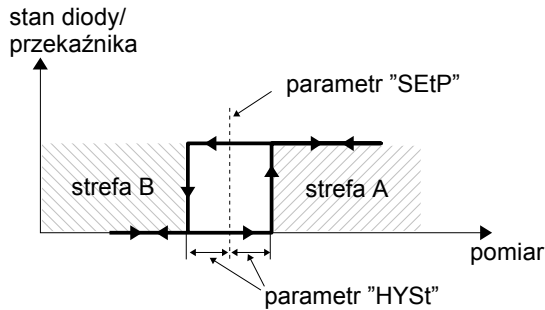 stan diody/
przekaźnika
parametr ”SEtP”
strefa B
strefa A
pomiar
parametr ”HYSt”